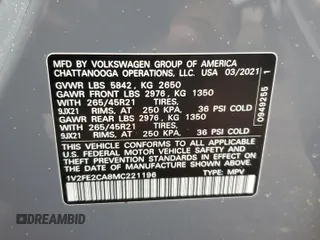 MFD BY VOLKSWAGEN GROUP OF AMERICA
CHATTANOOGA OPERATIONS, LLC. USA 03/2021
GVWR LBS 5842, KG 2650
GAWR FRONT LBS 2976, KG 1350
WITH 265/45R21 TIRES,
9JX21 RIMS, AT 250 KPA. 36 PSI COLD
GAWR REAR LBS 2976, KG 1350
WITH 265/45R21 TIRES,
9JX21 RIMS, AT 250 KPA. 36 PSI COLD
THIS VEHICLE CONFORMS TO ALL APPLICABLE
FEDERAL MOTOR VEHICLE SAFETY STANDARDS IN EFFECT
ON THE DATE OF MANUFACTURE SHOWN ABOVE.
1V2FE2CA8MC221196 TYPE: MPV
0949255 1
© DREAMBID
DREAMBID.COM